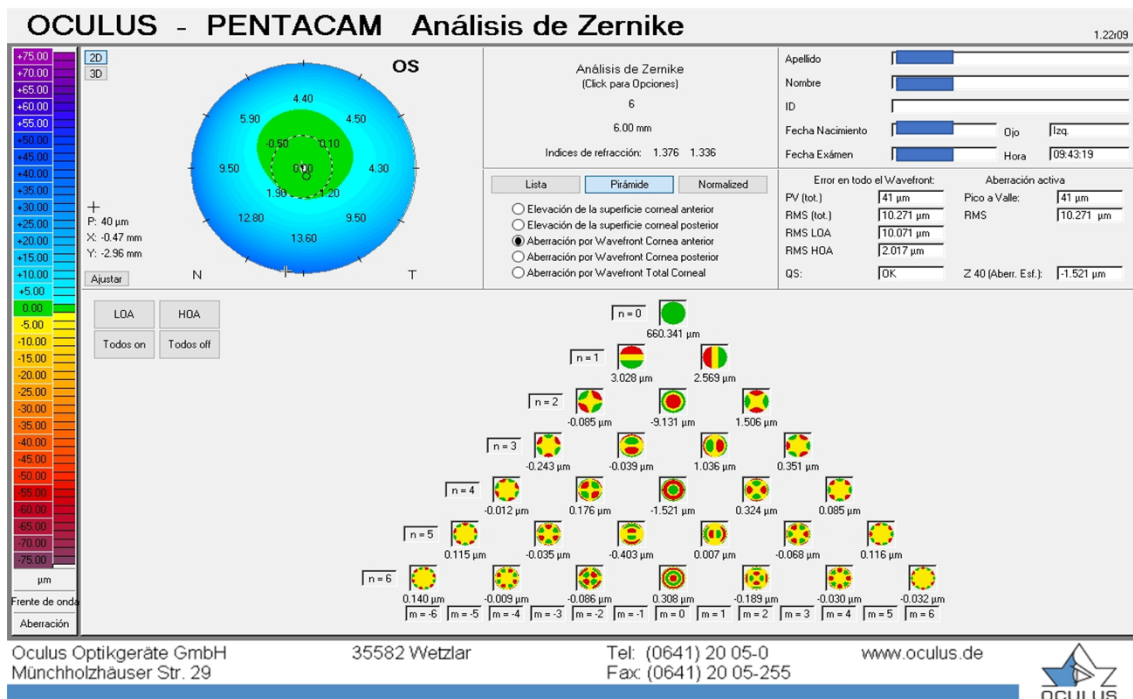 OCULUS - PENTACAM Análisis de Zernike
1.22r09
+75.00
+70.00
+65.00
+60.00
+55.00
+50.00
+45.00
+40.00
+35.00
+30.00
+25.00
+20.00
+15.00
+10.00
+5.00
0.00
-5.00
-10.00
-15.00
-20.00
-25.00
-30.00
-35.00
-40.00
-45.00
-50.00
-55.00
-60.00
-65.00
-70.00
-75.00
µm
Frente de onda
Aberración
2D
3D
OS
4.40
5.90 4.50
-0.50 0.10
9.50 4.30
1.20
12.80 9.50
13.60
P: 40 µm
X: -0.47 mm
Y: -2.96 mm
Ajustar
N T
Análisis de Zernike
(Click para Opciones)
6
6.00 mm
Indices de refracción: 1.376 1.336
Apellido
Nombre
ID
Fecha Nacimiento Ojo Izq.
Fecha Exámen Hora 09:43:19
Lista Pirámide Normalized
Elevación de la superficie corneal anterior
Elevación de la superficie corneal posterior
Aberración por Wavefront Cornea anterior
Aberración por Wavefront Cornea posterior
Aberración por Wavefront Total Corneal
Error en todo el Wavefront: Aberración activa
PV (tot.) 41 µm Pico a Valle: 41 µm
RMS (tot.) 10.271 µm RMS 10.271 µm
RMS LOA 10.071 µm
RMS HOA 2.017 µm
QS: OK Z 40 (Aberr. Esf.): -1.521 µm
LOA HOA
Todos on Todos off
n = 0
660.341 µm
n = 1
3.028 µm 2.569 µm
n = 2
-0.085 µm -9.131 µm 1.506 µm
n = 3
-0.243 µm -0.039 µm 1.036 µm 0.351 µm
n = 4
-0.012 µm 0.176 µm -1.521 µm 0.324 µm 0.085 µm
n = 5
0.115 µm -0.035 µm -0.403 µm 0.007 µm -0.068 µm 0.116 µm
n = 6
0.140 µm -0.009 µm -0.086 µm 0.308 µm -0.189 µm -0.030 µm -0.032 µm
m = -6 m = -5 m = -4 m = -3 m = -2 m = -1 m = 0 m = 1 m = 2 m = 3 m = 4 m = 5 m = 6
Oculus Optikgeräte GmbH 35582 Wetzlar Tel: (0641) 20 05-0 www.oculus.de
Münchholzhäuser Str. 29 Fax: (0641) 20 05-255
OCULUS